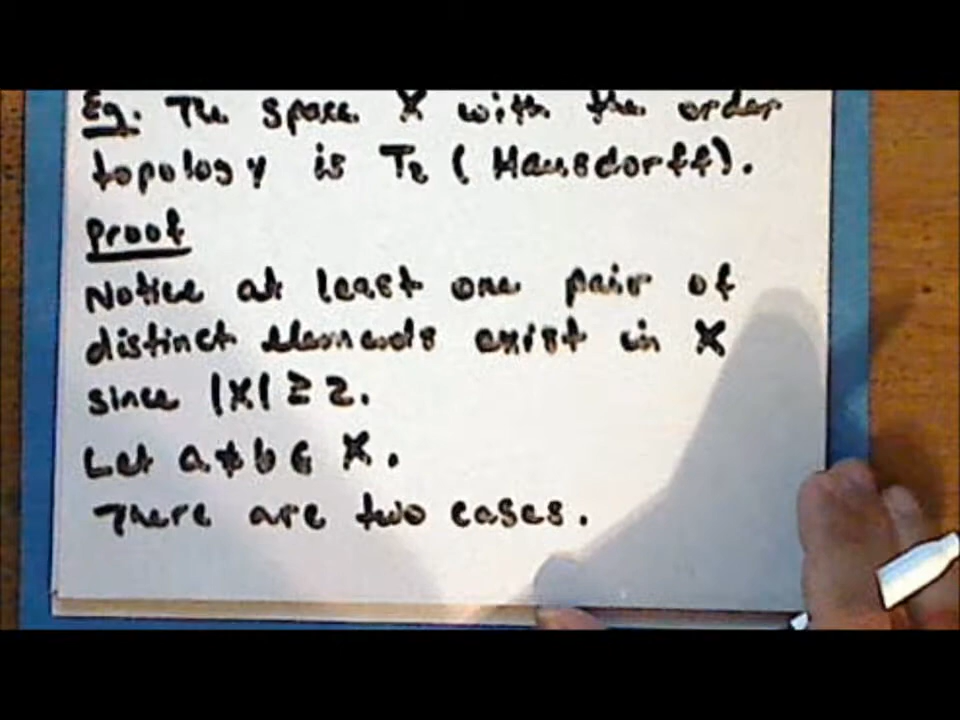 Eg. The space X with the order
topology is T₂ (Hausdorff).
Proof
Notice at least one pair of
distinct elements exist in X
since |X| ≥ 2.
Let a ≠ b ∈ X.
There are two cases.